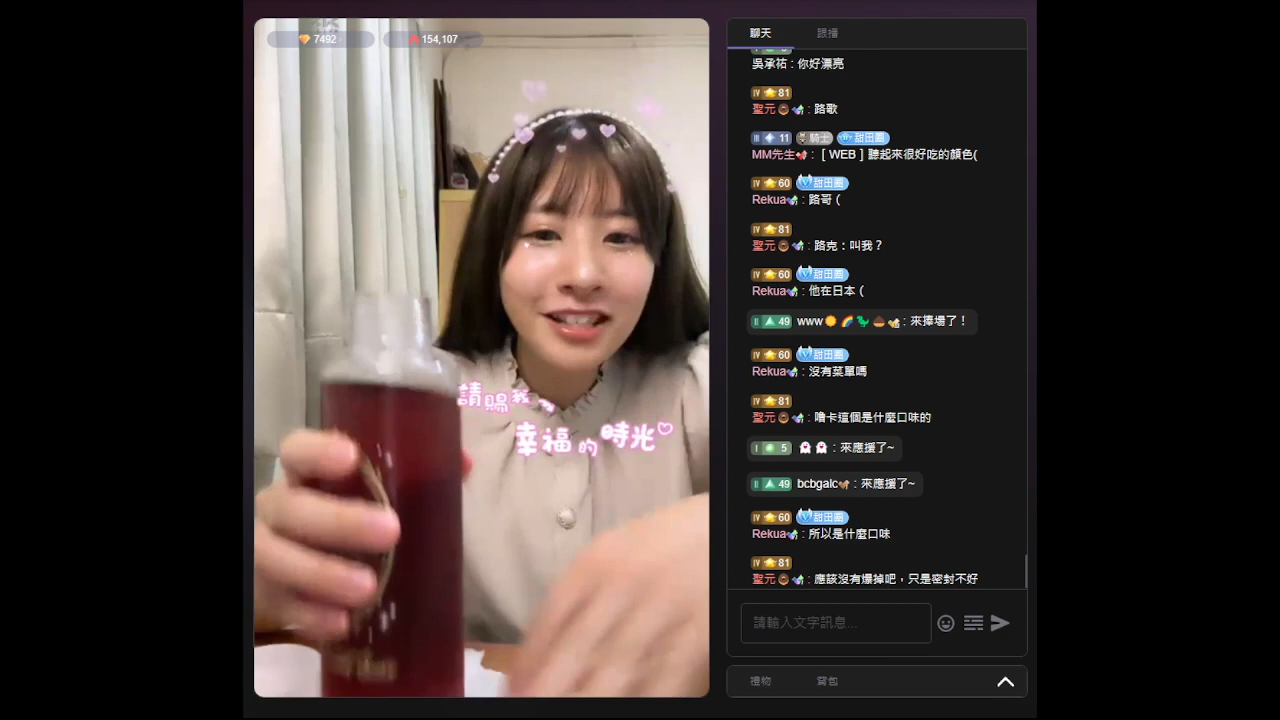 7492
154,107
請賜我
幸福的時光
聊天
跟播
吳承祐 : 你好漂亮
IV 81
聖元 : 路歌
III 11 騎士 甜田圈
MM先生 : [ WEB ] 聽起來很好吃的顏色(
IV 60 甜田圈
Rekua : 路哥 (
IV 81
聖元 : 路克：叫我？
IV 60 甜田圈
Rekua : 他在日本 (
II 49 www : 來捧場了！
IV 60 甜田圈
Rekua : 沒有菜單嗎
IV 81
聖元 : 嚕卡這個是什麼口味的
I 5 : 來應援了~
II 49 bcbgalc : 來應援了~
IV 60 甜田圈
Rekua : 所以是什麼口味
IV 81
聖元 : 應該沒有爆掉吧，只是密封不好
請輸入文字訊息...
禮物
背包